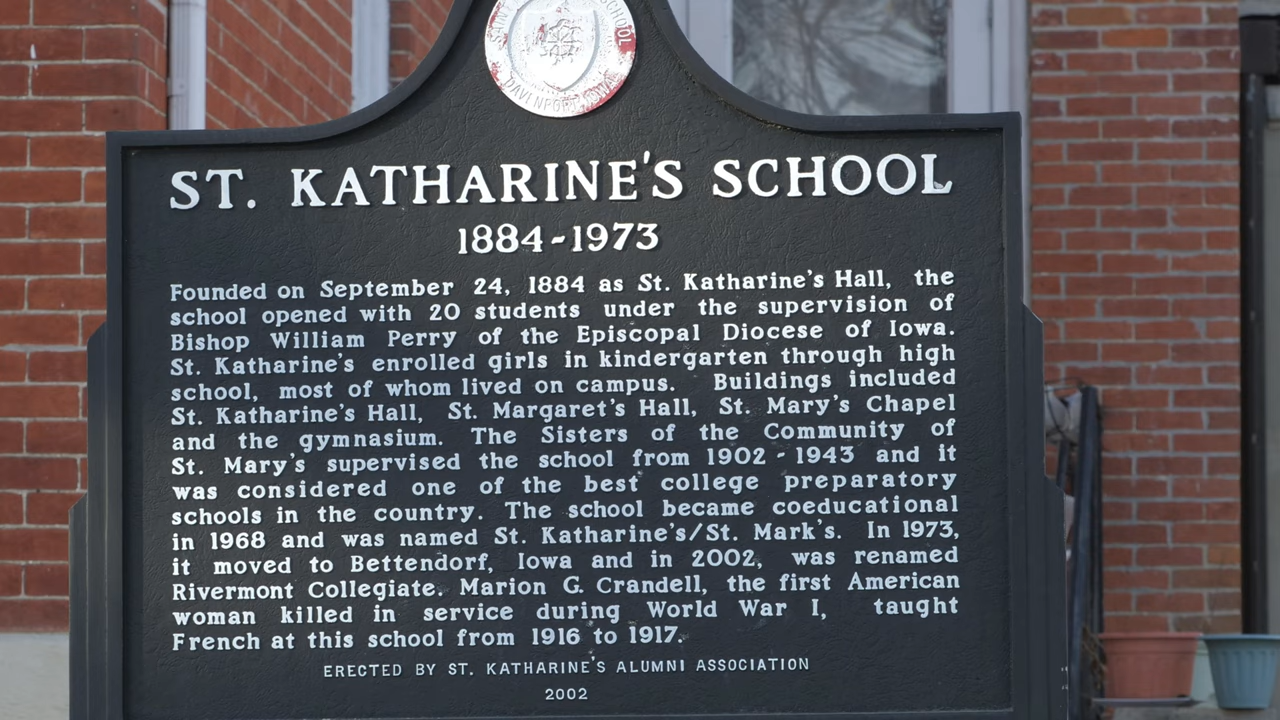 SCHOOL
DAVENPORT, IOWA
ST. KATHARINE'S SCHOOL
1884-1973
Founded on September 24, 1884 as St. Katharine's Hall, the
school opened with 20 students under the supervision of
Bishop William Perry of the Episcopal Diocese of Iowa.
St. Katharine's enrolled girls in kindergarten through high
school, most of whom lived on campus. Buildings included
St. Katharine's Hall, St. Margaret's Hall, St. Mary's Chapel
and the gymnasium. The Sisters of the Community of
St. Mary's supervised the school from 1902 - 1943 and it
was considered one of the best college preparatory
schools in the country. The school became coeducational
in 1968 and was named St. Katharine's/St. Mark's. In 1973,
it moved to Bettendorf, Iowa and in 2002, was renamed
Rivermont Collegiate. Marion G. Crandell, the first American
woman killed in service during World War I, taught
French at this school from 1916 to 1917.
ERECTED BY ST. KATHARINE'S ALUMNI ASSOCIATION
2002